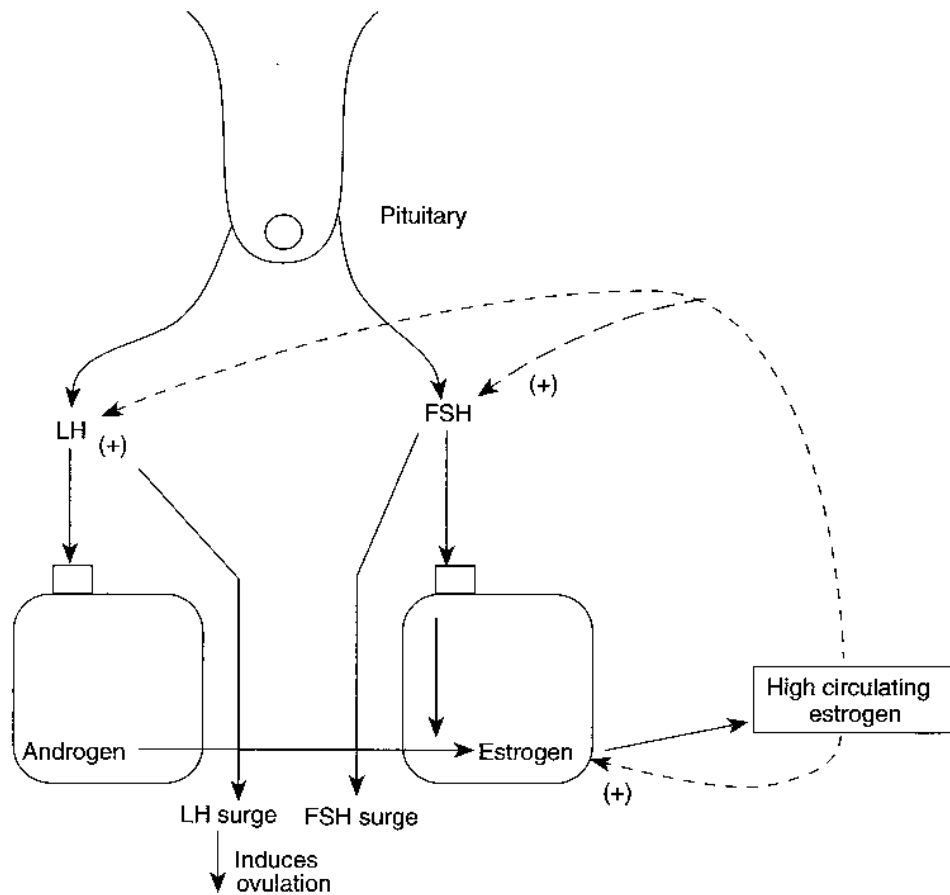 Pituitary
(+)
LH
(+)
FSH
High circulating
estrogen
Androgen
Estrogen
(+)
LH surge
FSH surge
Induces
ovulation